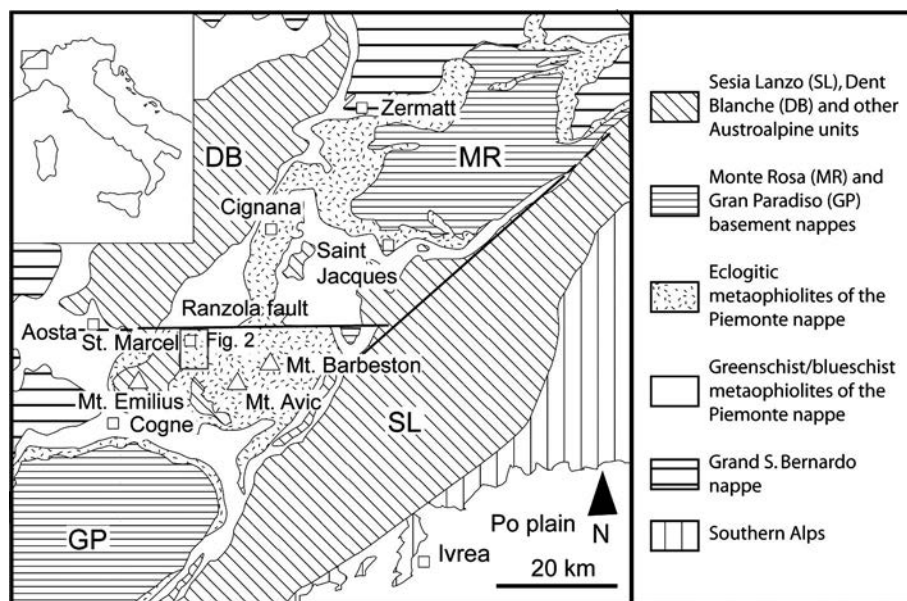 DB
Zermatt
MR
Cignana
Saint
Jacques
Ranzola fault
Aosta
St. Marcel
Fig. 2
Mt. Barbeston
Mt. Emilius
Mt. Avic
Cogne
SL
GP
Po plain
N
Ivrea
20 km
Sesia Lanzo (SL), Dent
Blanche (DB) and other
Austroalpine units
Monte Rosa (MR) and
Gran Paradiso (GP)
basement nappes
Eclogitic
metaophiolites of the
Piemonte nappe
Greenschist/blueschist
metaophiolites of the
Piemonte nappe
Grand S. Bernardo
nappe
Southern Alps